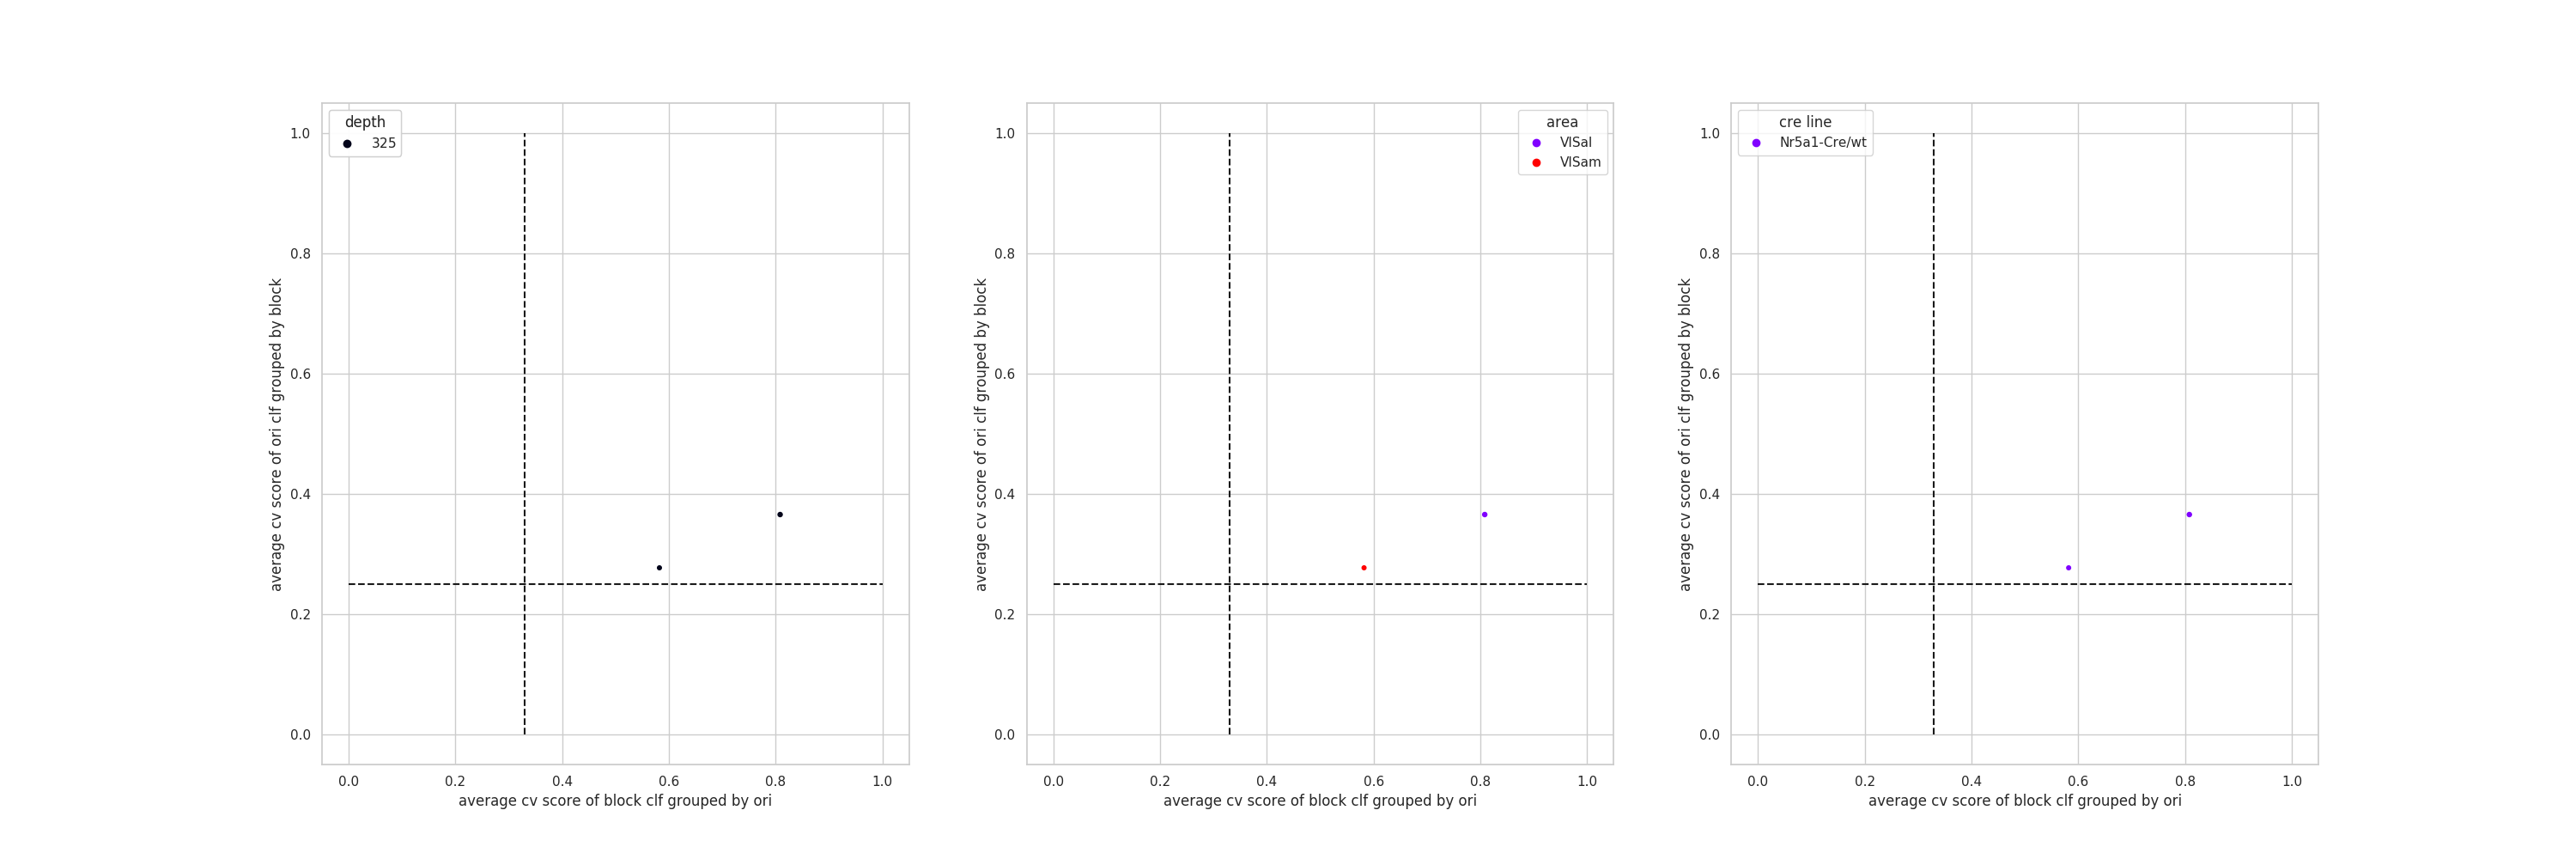 depth
325
1.0
0.8
0.6
0.4
0.2
0.0
average cv score of ori clf grouped by block
0.0 0.2 0.4 0.6 0.8 1.0
average cv score of block clf grouped by ori
area
VISal
VISam
1.0
0.8
0.6
0.4
0.2
0.0
average cv score of ori clf grouped by block
0.0 0.2 0.4 0.6 0.8 1.0
average cv score of block clf grouped by ori
cre line
Nr5a1-Cre/wt
1.0
0.8
0.6
0.4
0.2
0.0
average cv score of ori clf grouped by block
0.0 0.2 0.4 0.6 0.8 1.0
average cv score of block clf grouped by ori